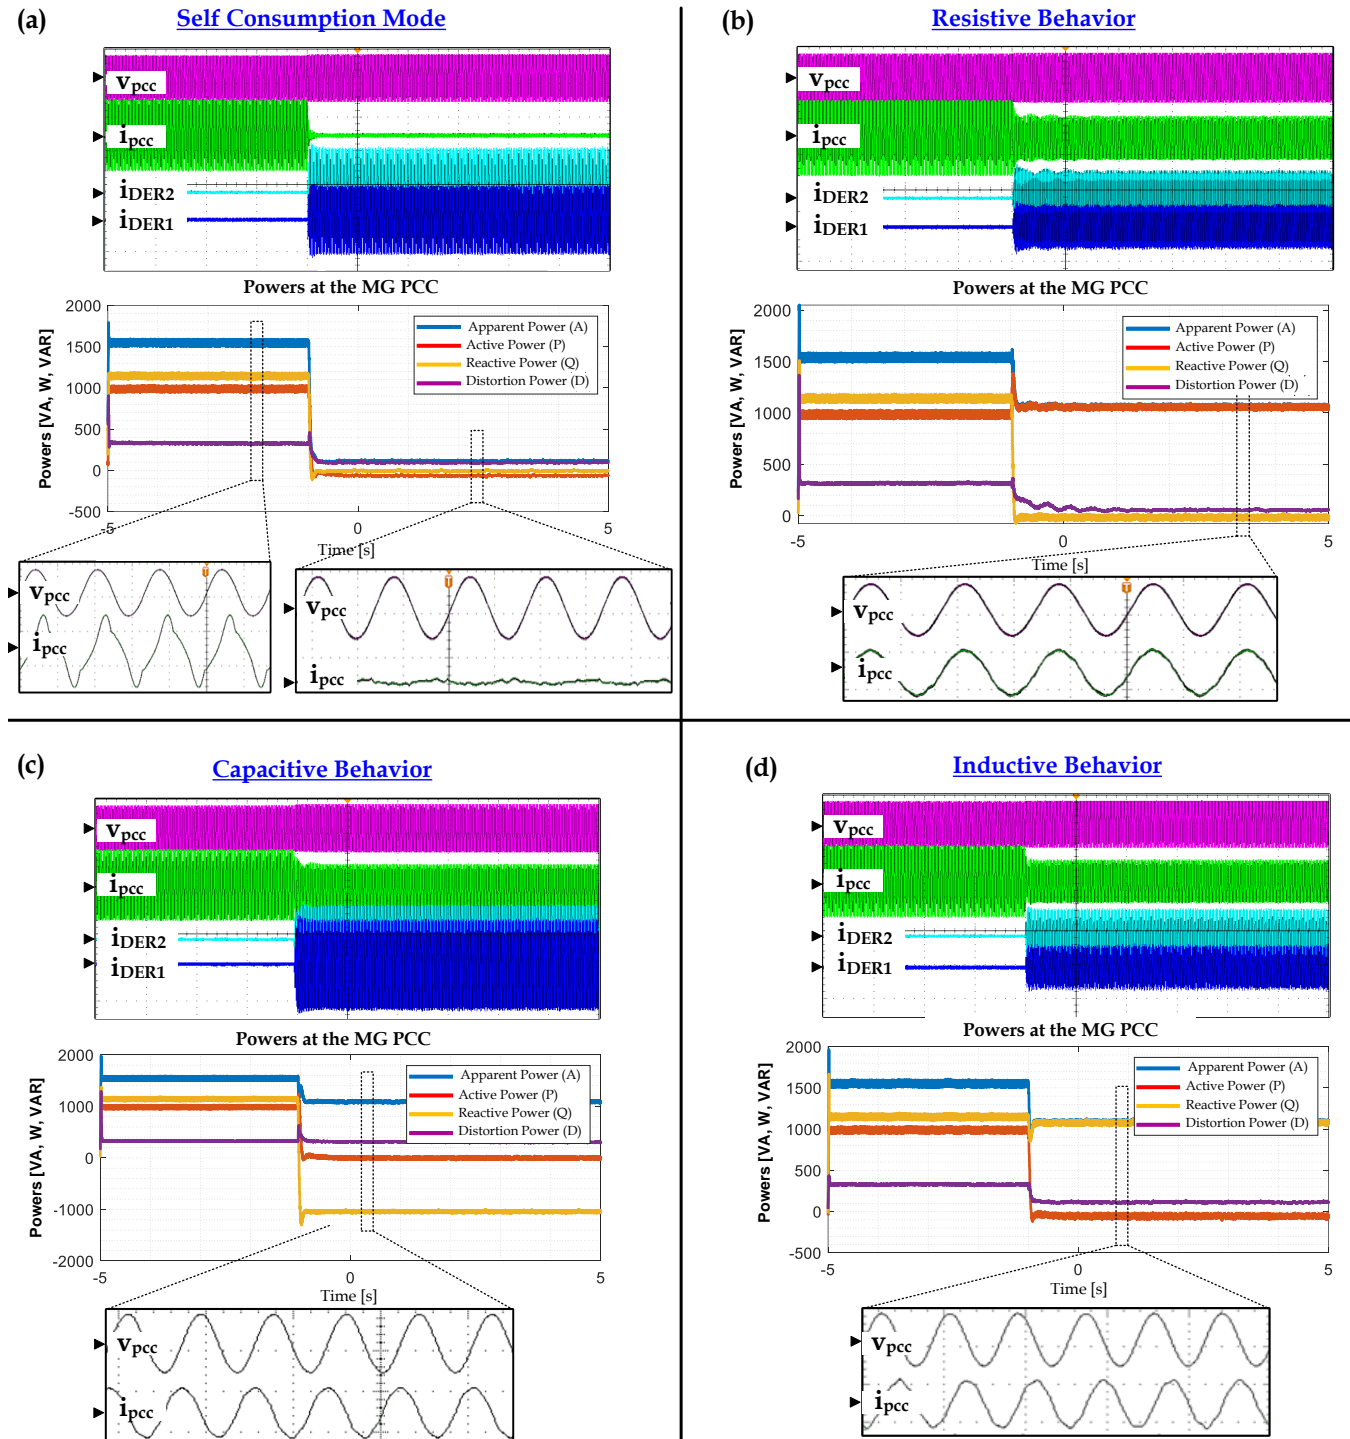 (a)
Self Consumption Mode
vpcc
ipcc
iDER2
iDER1
Powers at the MG PCC
Powers [VA, W, VAR]
2000
1500
1000
500
0
-500
Apparent Power (A)
Active Power (P)
Reactive Power (Q)
Distortion Power (D)
-5
0
5
Time [s]
vpcc
ipcc
T
vpcc
ipcc
T
(b)
Resistive Behavior
vpcc
ipcc
iDER2
iDER1
Powers at the MG PCC
Powers [VA, W, VAR]
2000
1500
1000
500
0
Apparent Power (A)
Active Power (P)
Reactive Power (Q)
Distortion Power (D)
-5
0
5
Time [s]
vpcc
ipcc
T
(c)
Capacitive Behavior
vpcc
ipcc
iDER2
iDER1
Powers at the MG PCC
Powers [VA, W, VAR]
2000
1000
0
-1000
-2000
Apparent Power (A)
Active Power (P)
Reactive Power (Q)
Distortion Power (D)
-5
0
5
Time [s]
vpcc
ipcc
(d)
Inductive Behavior
vpcc
ipcc
iDER2
iDER1
Powers at the MG PCC
Powers [VA, W, VAR]
2000
1500
1000
500
0
-500
Apparent Power (A)
Active Power (P)
Reactive Power (Q)
Distortion Power (D)
-5
0
5
Time [s]
vpcc
ipcc